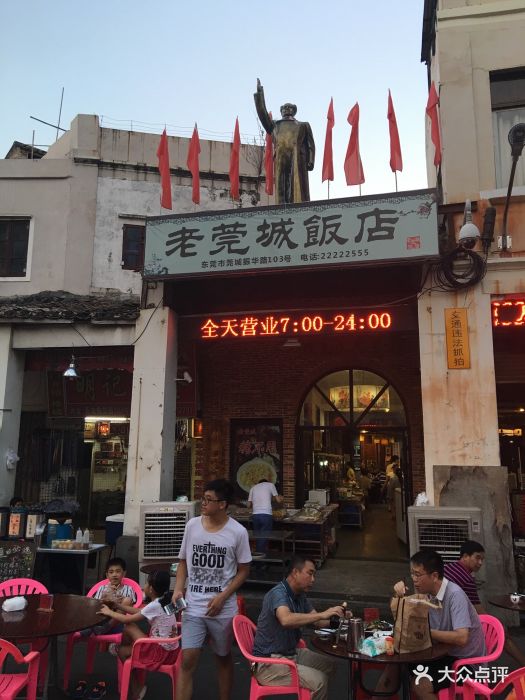 老莞城飯店
东莞市莞城振华路103号 电话:22222555
全天营业7:00-24:00
明记
交通违法抓拍
EVERYTHING
GOOD
大众点评